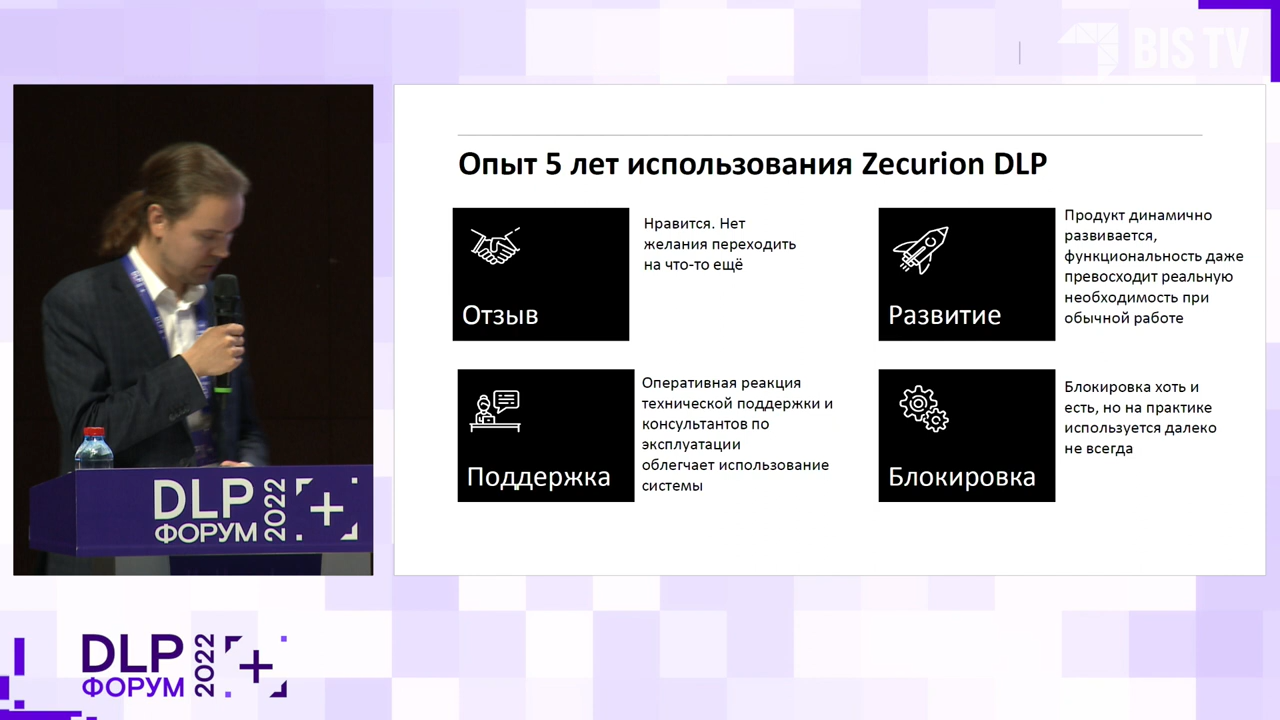 BIS TV
Опыт 5 лет использования Zecurion DLP
Отзыв
Нравится. Нет
желания переходить
на что-то ещё
Развитие
Продукт динамично
развивается,
функциональность даже
превосходит реальную
необходимость при
обычной работе
Поддержка
Оперативная реакция
технической поддержки и
консультантов по
эксплуатации
облегчает использование
системы
Блокировка
Блокировка хоть и
есть, но на практике
используется далеко
не всегда
DLP
ФОРУМ
2022
DLP
ФОРУМ
2022